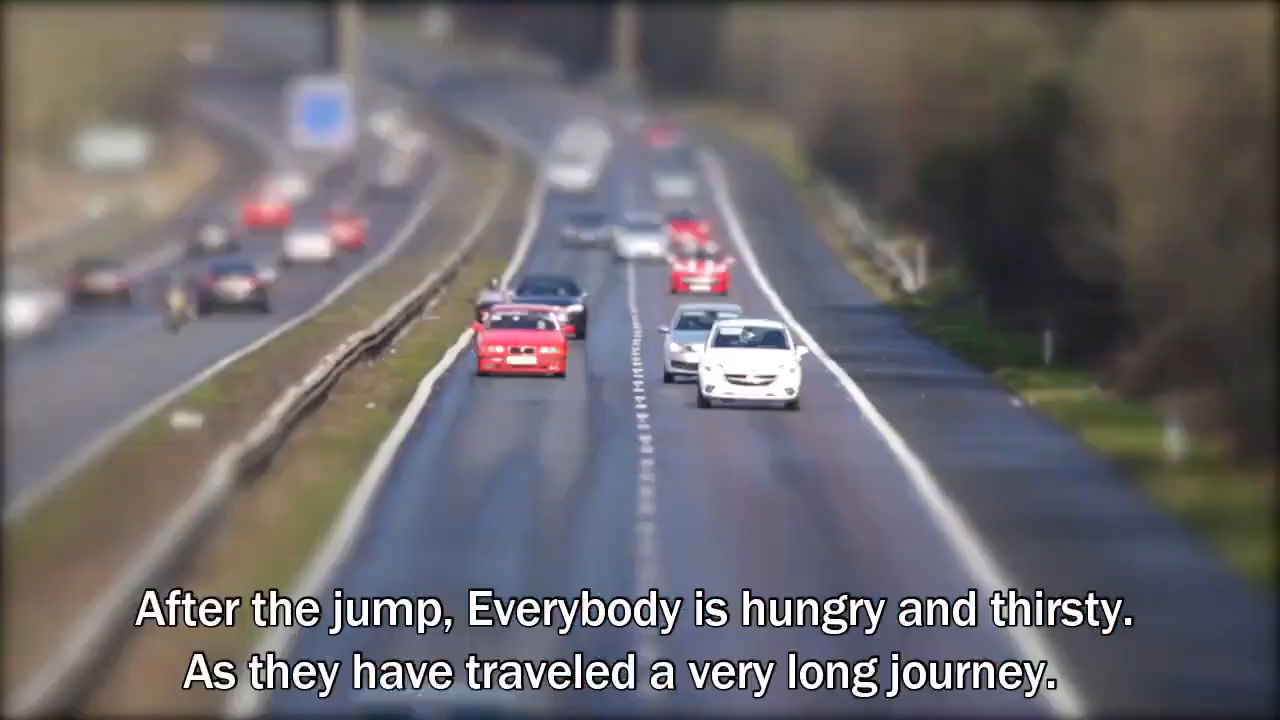 After the jump, Everybody is hungry and thirsty.
As they have traveled a very long journey.